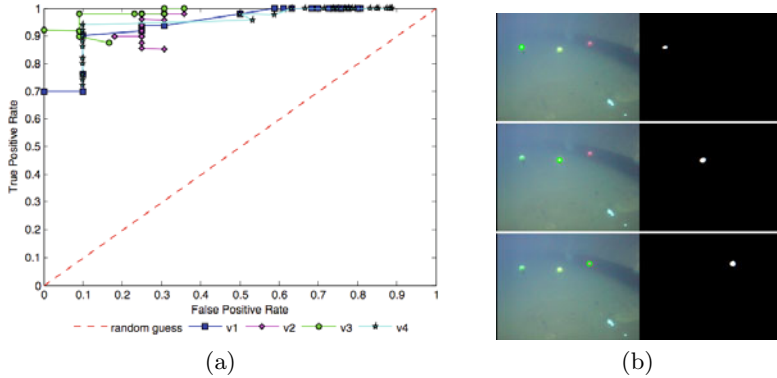 1
0.9
0.8
0.7
0.6
0.5
0.4
0.3
0.2
0.1
0
True Positive Rate
0 0.1 0.2 0.3 0.4 0.5 0.6 0.7 0.8 0.9 1
False Positive Rate
random guess v1 v2 v3 v4
(a) (b)